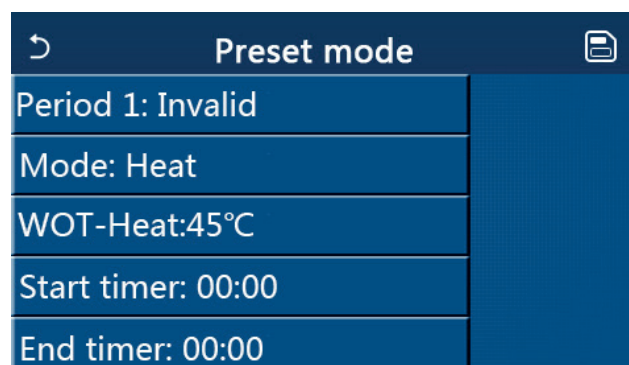 Preset mode
Period 1: Invalid
Mode: Heat
WOT-Heat:45℃
Start timer: 00:00
End timer: 00:00